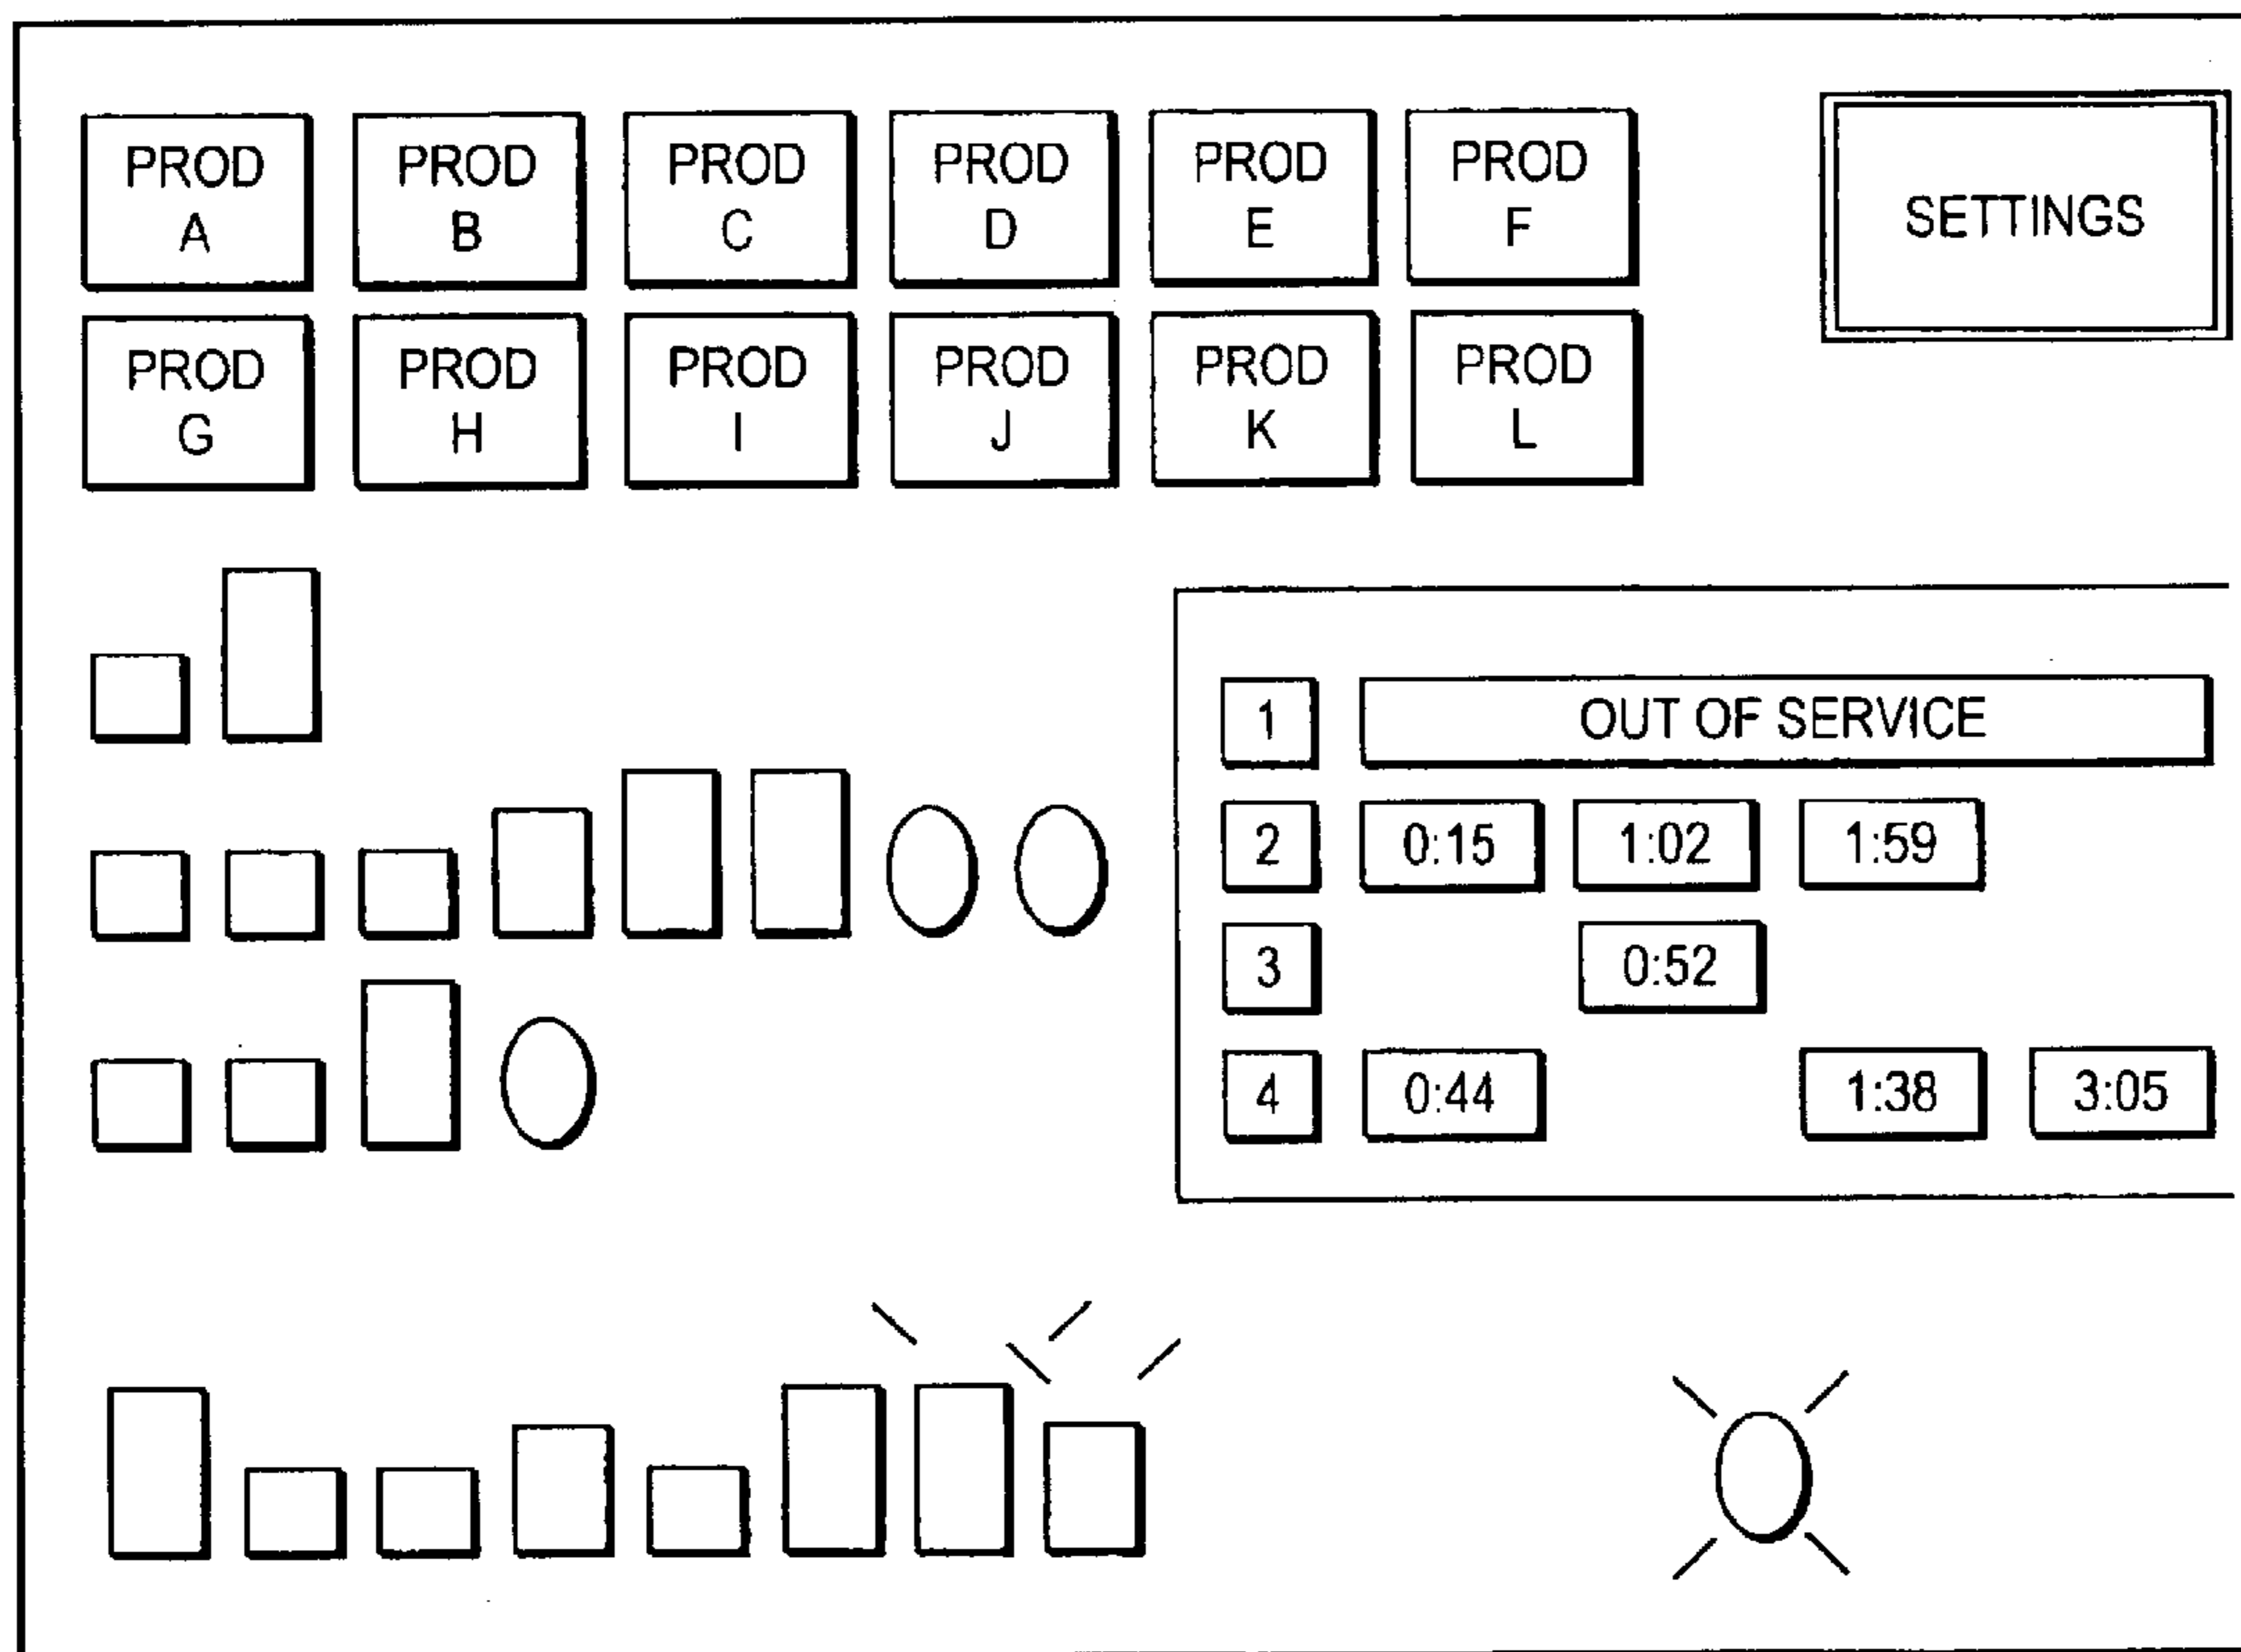 PROD
A
PROD
B
PROD
C
PROD
D
PROD
E
PROD
F
SETTINGS
PROD
G
PROD
H
PROD
I
PROD
J
PROD
K
PROD
L
1 OUT OF SERVICE
2 0:15 1:02 1:59
3 0:52
4 0:44 1:38 3:05